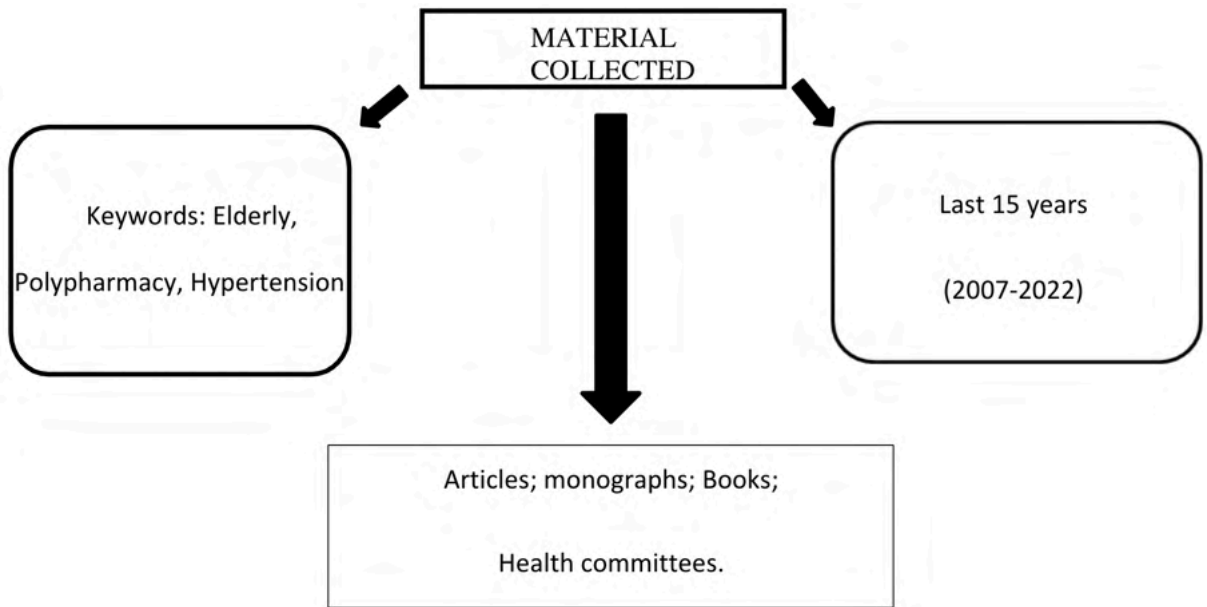 MATERIAL
COLLECTED
Keywords: Elderly,
Polypharmacy, Hypertension
Last 15 years
(2007-2022)
Articles; monographs; Books;
Health committees.